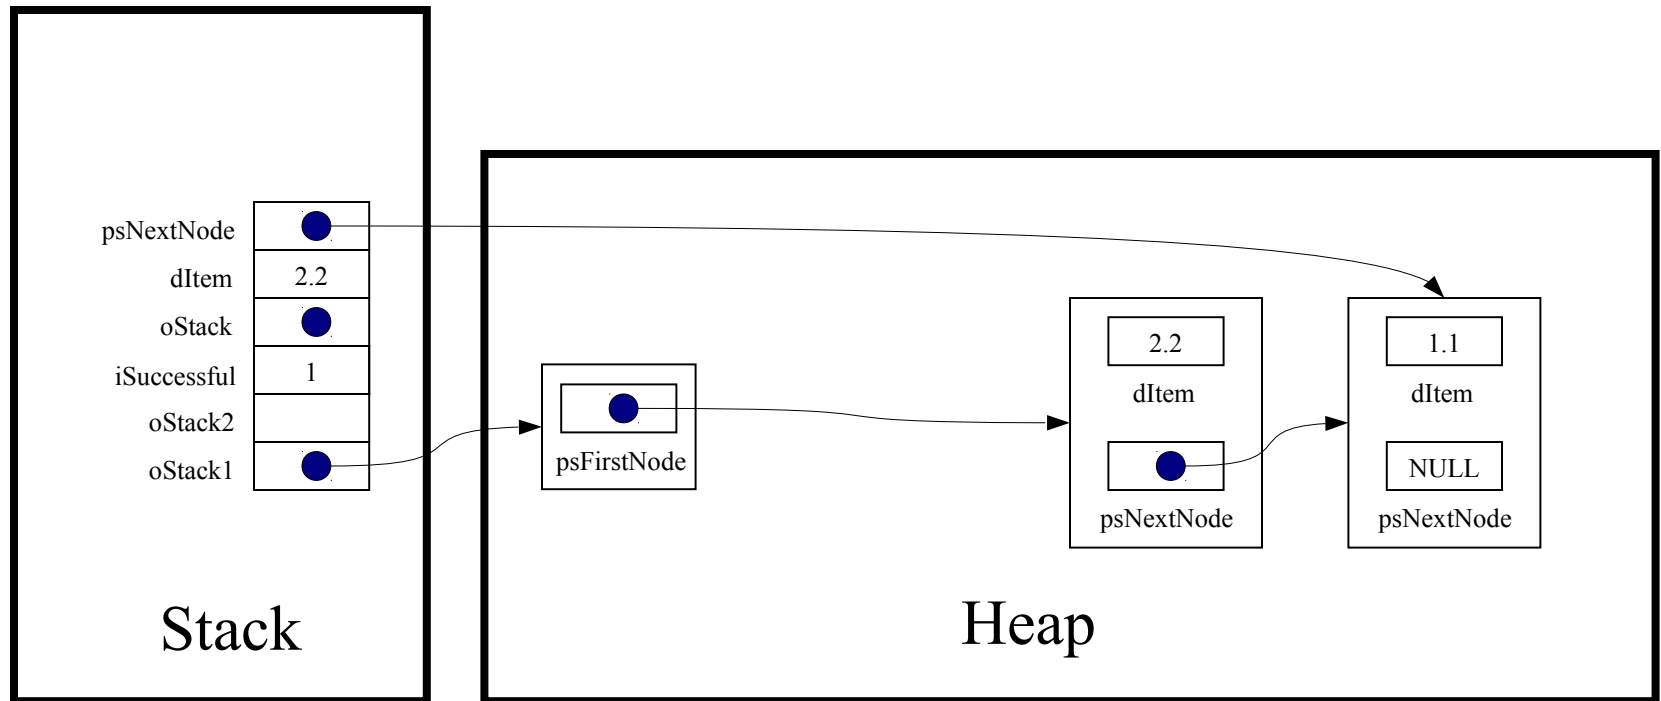 psNextNode
dItem 2.2
oStack
iSuccessful 1
oStack2
oStack1
psFirstNode
2.2
dItem
psNextNode
1.1
dItem
NULL
psNextNode
Stack
Heap